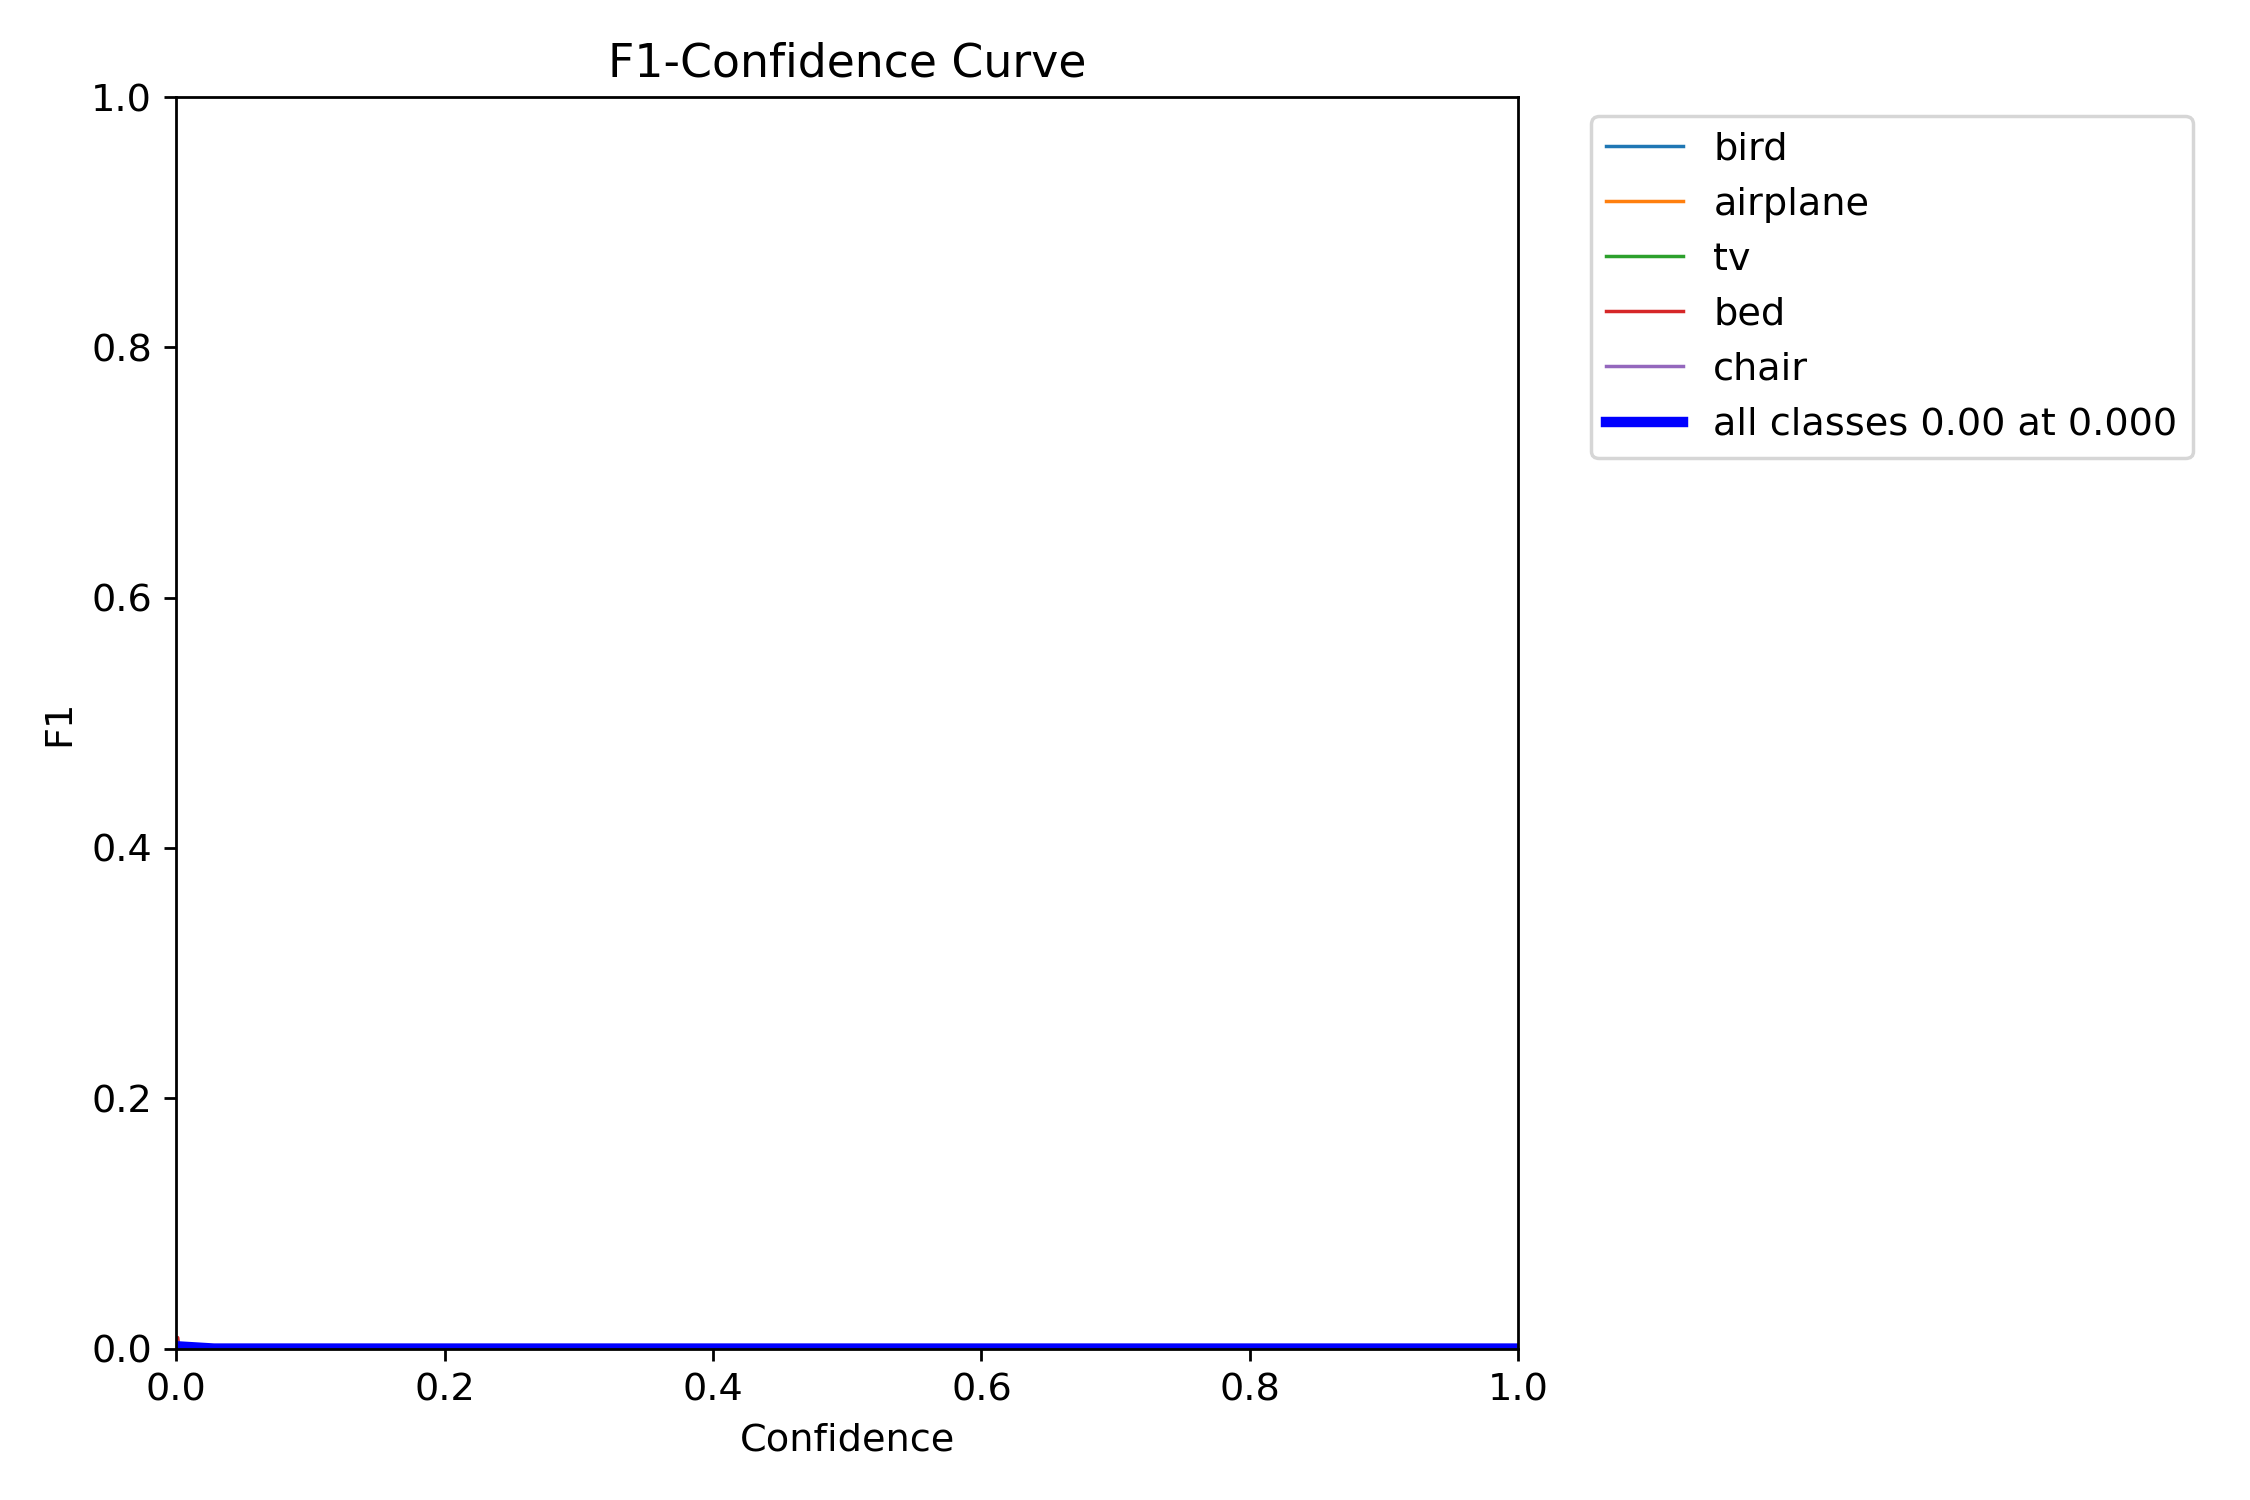 F1-Confidence Curve
1.0
0.8
0.6
0.4
0.2
0.0
F1
0.0 0.2 0.4 0.6 0.8 1.0
Confidence
bird
airplane
tv
bed
chair
all classes 0.00 at 0.000